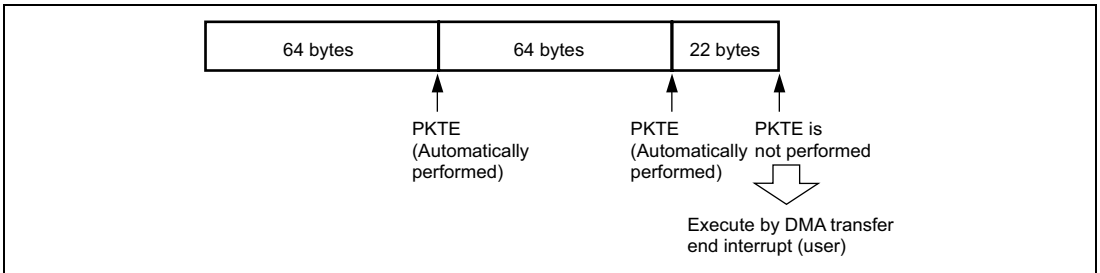 64 bytes
64 bytes
22 bytes
PKTE
(Automatically
performed)
PKTE
(Automatically
performed)
PKTE is
not performed
Execute by DMA transfer
end interrupt (user)